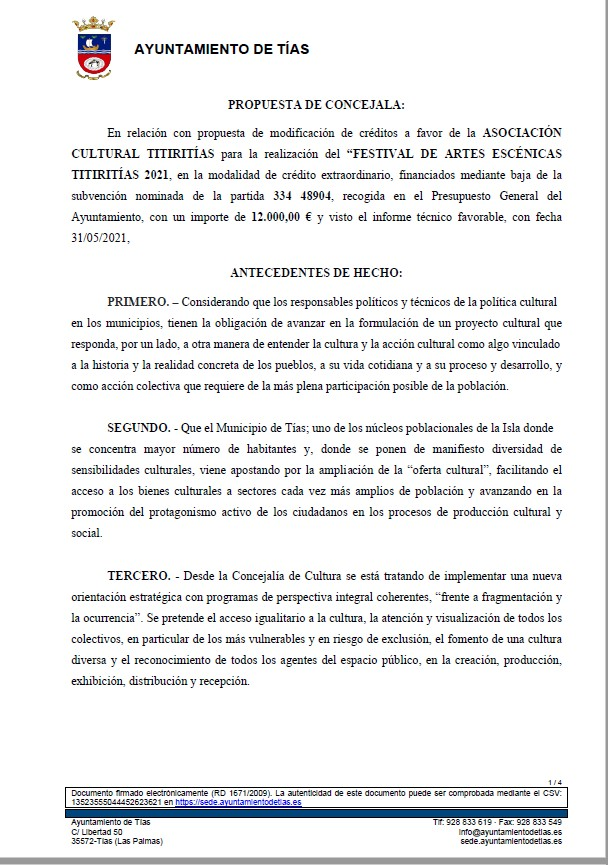 AYUNTAMIENTO DE TÍAS
PROPUESTA DE CONCEJALA:
En relación con propuesta de modificación de créditos a favor de la ASOCIACIÓN
CULTURAL TITIRITÍAS para la realización del “FESTIVAL DE ARTES ESCÉNICAS
TITIRITÍAS 2021, en la modalidad de crédito extraordinario, financiados mediante baja de la
subvención nominada de la partida 334 48904, recogida en el Presupuesto General del
Ayuntamiento, con un importe de 12.000,00 € y visto el informe técnico favorable, con fecha
31/05/2021,
ANTECEDENTES DE HECHO:
PRIMERO. – Considerando que los responsables políticos y técnicos de la política cultural
en los municipios, tienen la obligación de avanzar en la formulación de un proyecto cultural que
responda, por un lado, a otra manera de entender la cultura y la acción cultural como algo vinculado
a la historia y la realidad concreta de los pueblos, a su vida cotidiana y a su proceso y desarrollo, y
como acción colectiva que requiere de la más plena participación posible de la población.
SEGUNDO. - Que el Municipio de Tías; uno de los núcleos poblacionales de la Isla donde
se concentra mayor número de habitantes y, donde se ponen de manifiesto diversidad de
sensibilidades culturales, viene apostando por la ampliación de la “oferta cultural”, facilitando el
acceso a los bienes culturales a sectores cada vez más amplios de población y avanzando en la
promoción del protagonismo activo de los ciudadanos en los procesos de producción cultural y
social.
TERCERO. - Desde la Concejalía de Cultura se está tratando de implementar una nueva
orientación estratégica con programas de perspectiva integral coherentes, “frente a fragmentación y
la ocurrencia”. Se pretende el acceso igualitario a la cultura, la atención y visualización de todos los
colectivos, en particular de los más vulnerables y en riesgo de exclusión, el fomento de una cultura
diversa y el reconocimiento de todos los agentes del espacio público, en la creación, producción,
exhibición, distribución y recepción.
1 / 4
Documento firmado electrónicamente (RD 1671/2009). La autenticidad de este documento puede ser comprobada mediante el CSV:
13523555044452623621 en https://sede.ayuntamientodetias.es
Ayuntamiento de Tías Tlf: 928 833 619 - Fax: 928 833 549
C/ Libertad 50 info@ayuntamientodetias.es
35572-Tías (Las Palmas) sede.ayuntamientodetias.es